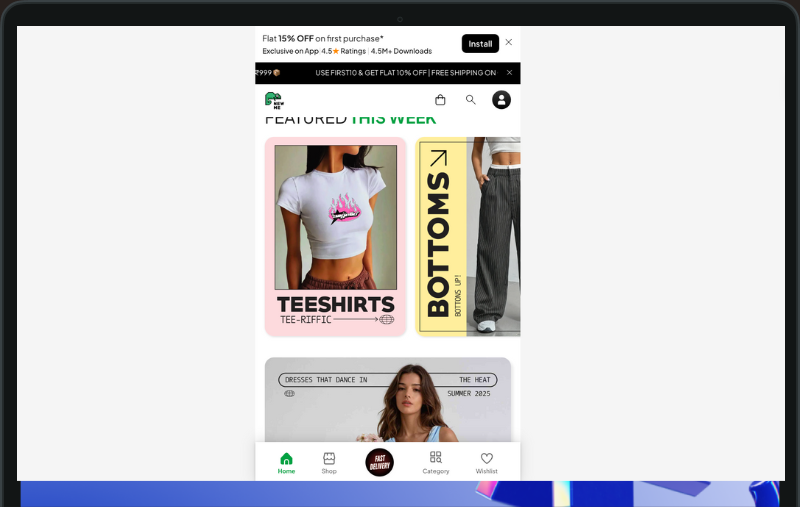 Flat 15% OFF on first purchase*
Exclusive on App 4.5★ Ratings 4.5M+ Downloads
Install
₹999 📦 USE FIRST10 & GET FLAT 10% OFF | FREE SHIPPING ON
NEW
ME
FEATURED THIS WEEK
TEESHIRTS
TEE-RIFFIC
BOTTOMS
BOTTOMS UP!
DRESSES THAT DANCE IN THE HEAT
SUMMER 2025
Home
Shop
FAST
DELIVERY
Category
Wishlist